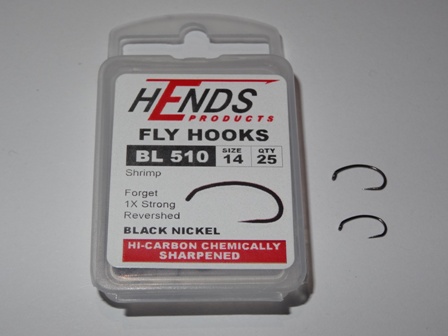 HENDS
PRODUCTS
FLY HOOKS
BL 510 SIZE 14 QTY 25
Shrimp
Forget
1X Strong
Revershed
BLACK NICKEL
HI-CARBON CHEMICALLY
SHARPENED